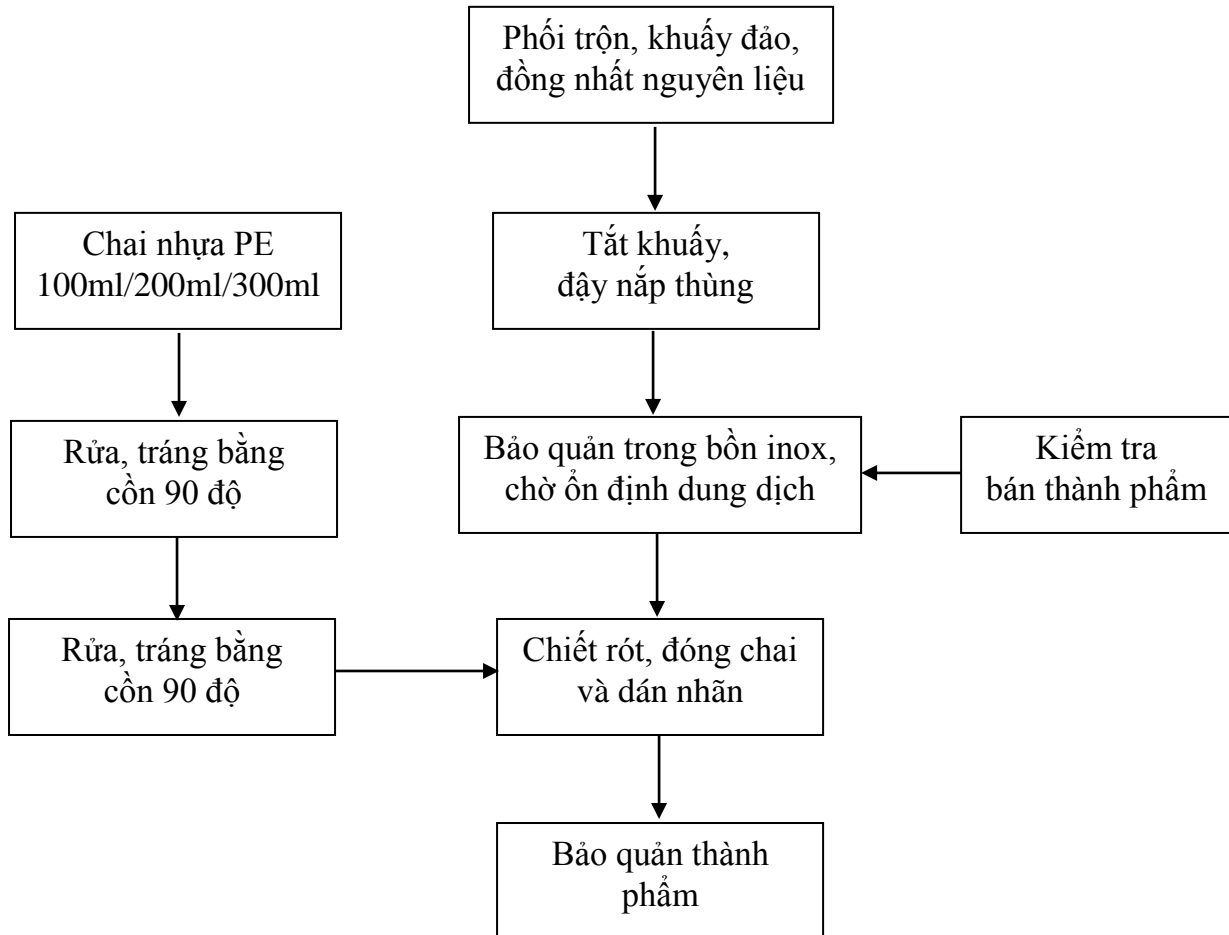 Phối trộn, khuấy đảo,
đồng nhất nguyên liệu
Chai nhựa PE
100ml/200ml/300ml
Tắt khuấy,
đậy nắp thùng
Rửa, tráng bằng
cồn 90 độ
Bảo quản trong bồn inox,
chờ ổn định dung dịch
Kiểm tra
bán thành phẩm
Rửa, tráng bằng
cồn 90 độ
Chiết rót, đóng chai
và dán nhãn
Bảo quản thành
phẩm